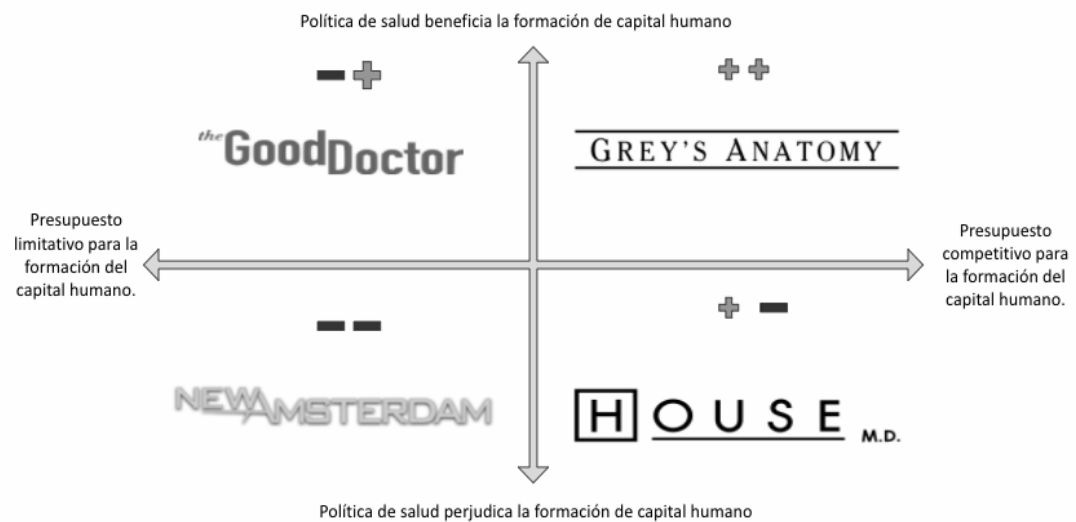 Política de salud beneficia la formación de capital humano
the GoodDoctor
GREY'S ANATOMY
Presupuesto
limitativo para la
formación del
capital humano.
Presupuesto
competitivo para
la formación del
capital humano.
NEW AMSTERDAM
HOUSE M.D.
Política de salud perjudica la formación de capital humano